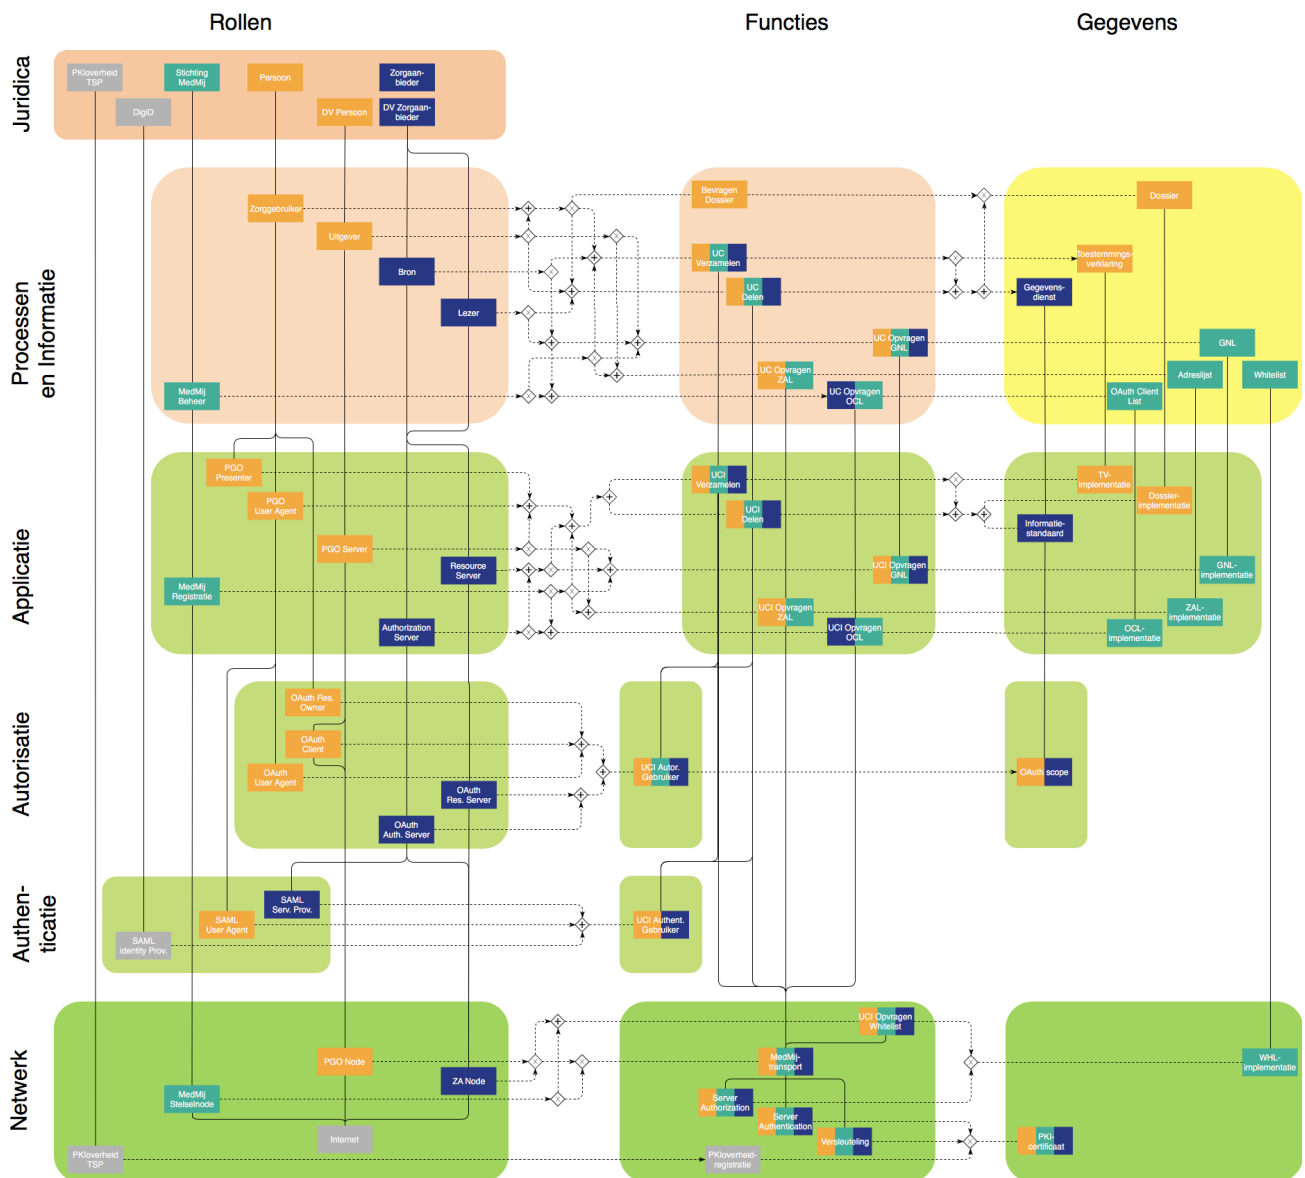 Rollen
Functies
Gegevens
Juridica
PKIoverheid
TSP
Stichting
MedMij
Persoon
Zorgaan-
bieder
DigiD
DV Persoon
DV Zorgaan-
bieder
Processen
en Informatie
Zorggebruiker
Uitgever
Bron
Lezer
MedMij
Beheer
Bevragen
Dossier
UC
Verzamelen
UC
Delen
UC Opvragen
GNL
UC Opvragen
ZAL
UC Opvragen
OCL
Dossier
Toestemmings-
verklaring
Gegevens-
dienst
GNL
Adreslijst
Whitelist
OAuth Client
List
Applicatie
PGO
Presenter
PGO
User Agent
PGO Server
Resource
Server
MedMij
Registratie
Authorization
Server
UCI
Verzamelen
UCI
Delen
UCI Opvragen
GNL
UCI Opvragen
ZAL
UCI Opvragen
OCL
TV-
implementatie
Dossier-
implementatie
Informatie-
standaard
GNL-
implementatie
ZAL-
implementatie
OCL-
implementatie
Autorisatie
OAuth Res.
Owner
OAuth
Client
OAuth
User Agent
OAuth
Res. Server
OAuth
Auth. Server
UCI Autor.
Gebruiker
OAuth scope
Authen-
ticatie
SAML
Serv. Prov.
SAML
User Agent
SAML
Identity Prov.
UCI Authent.
Gebruiker
Netwerk
PGO Node
ZA Node
MedMij
Stelselnode
Internet
PKIoverheid
TSP
UCI Opvragen
Whitelist
MedMij-
transport
Server
Authorization
Server
Authentication
Versleuteling
PKIoverheid-
registratie
WHL-
implementatie
PKI-
certificaat